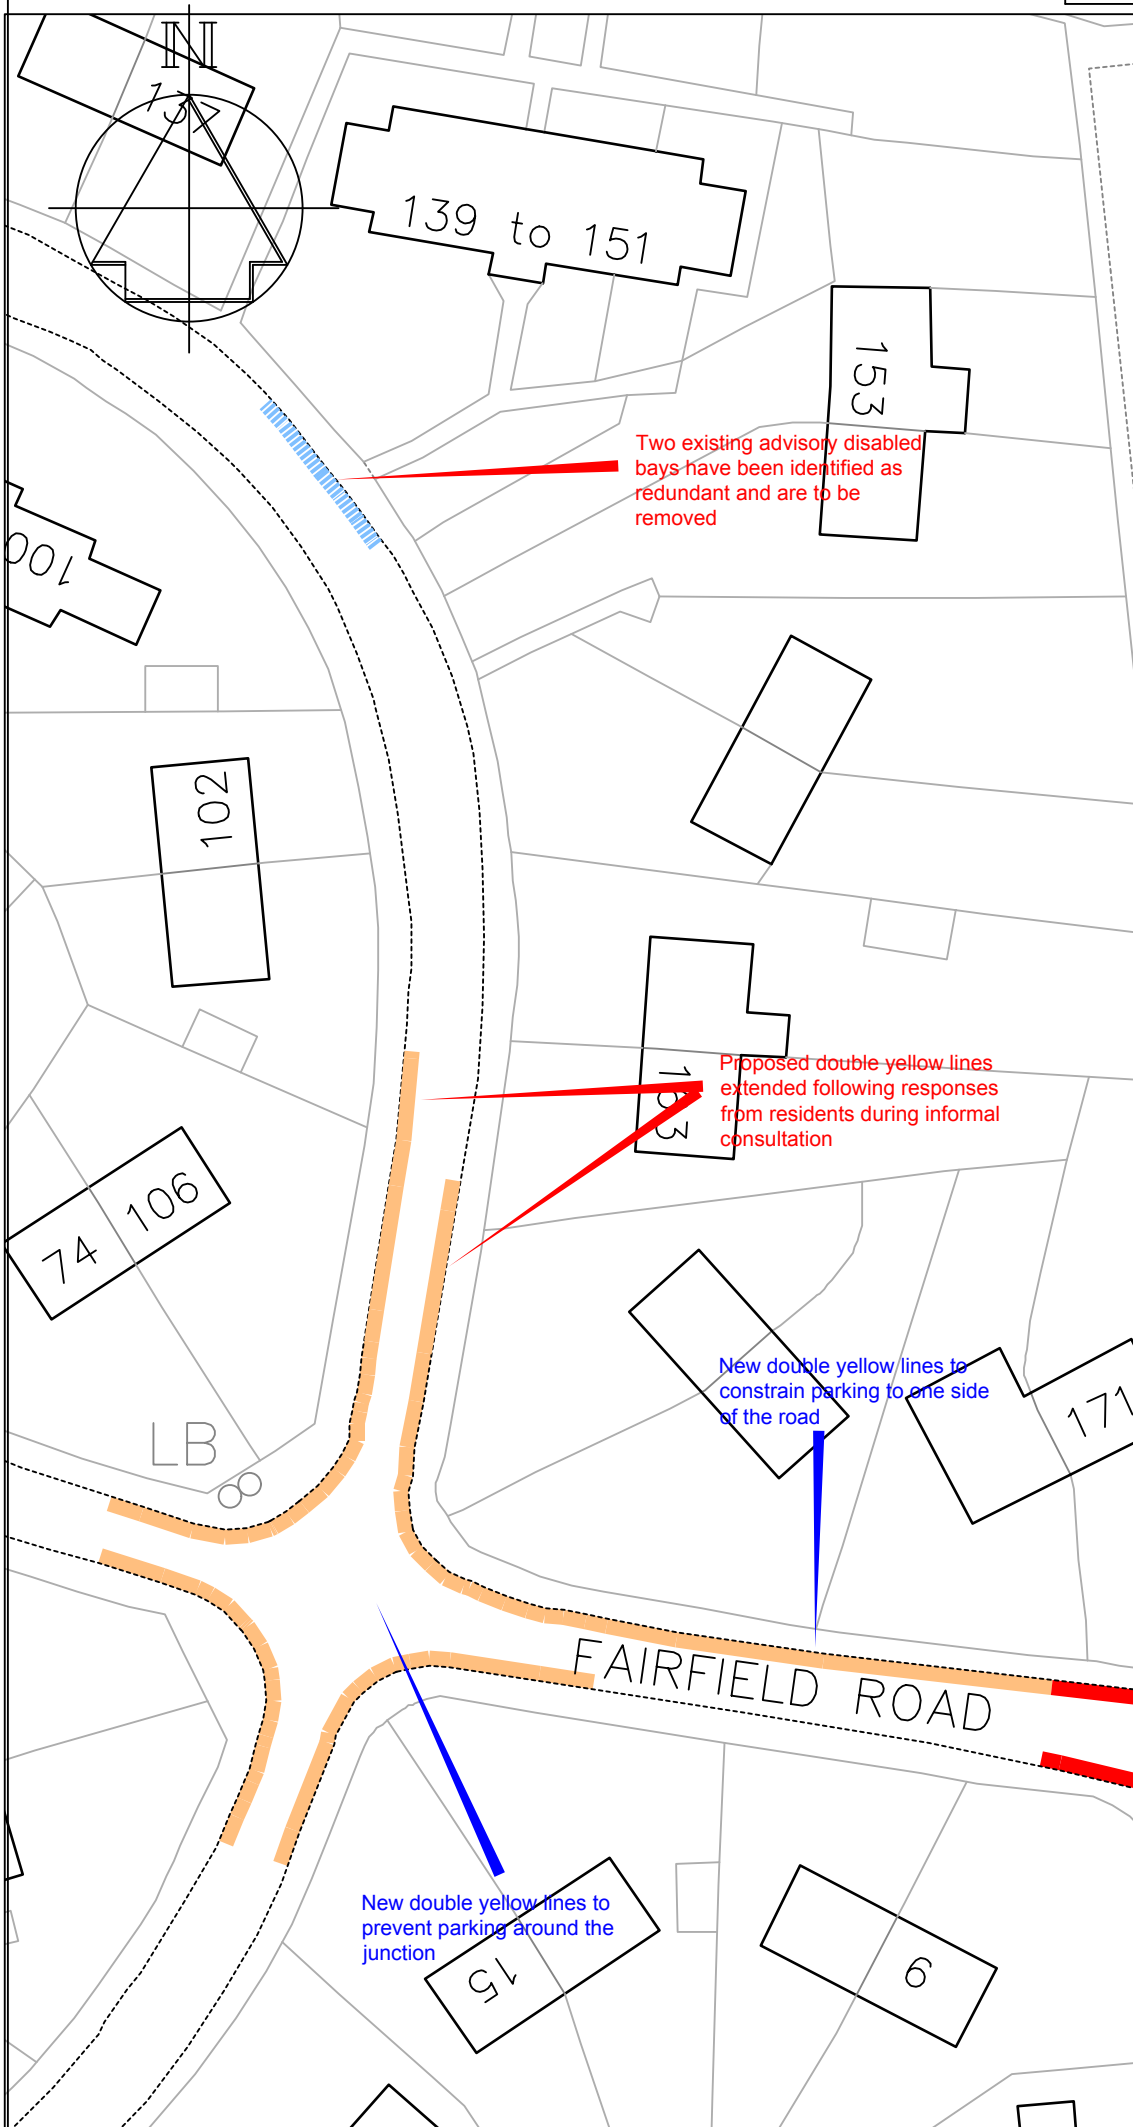 N
137
139 to 151
153
Two existing advisory disabled
bays have been identified as
redundant and are to be
removed
100
102
Proposed double yellow lines
extended following responses
from residents during informal
consultation
163
74 106
New double yellow lines to
constrain parking to one side
of the road
171
LB
FAIRFIELD ROAD
New double yellow lines to
prevent parking around the
junction
15
9